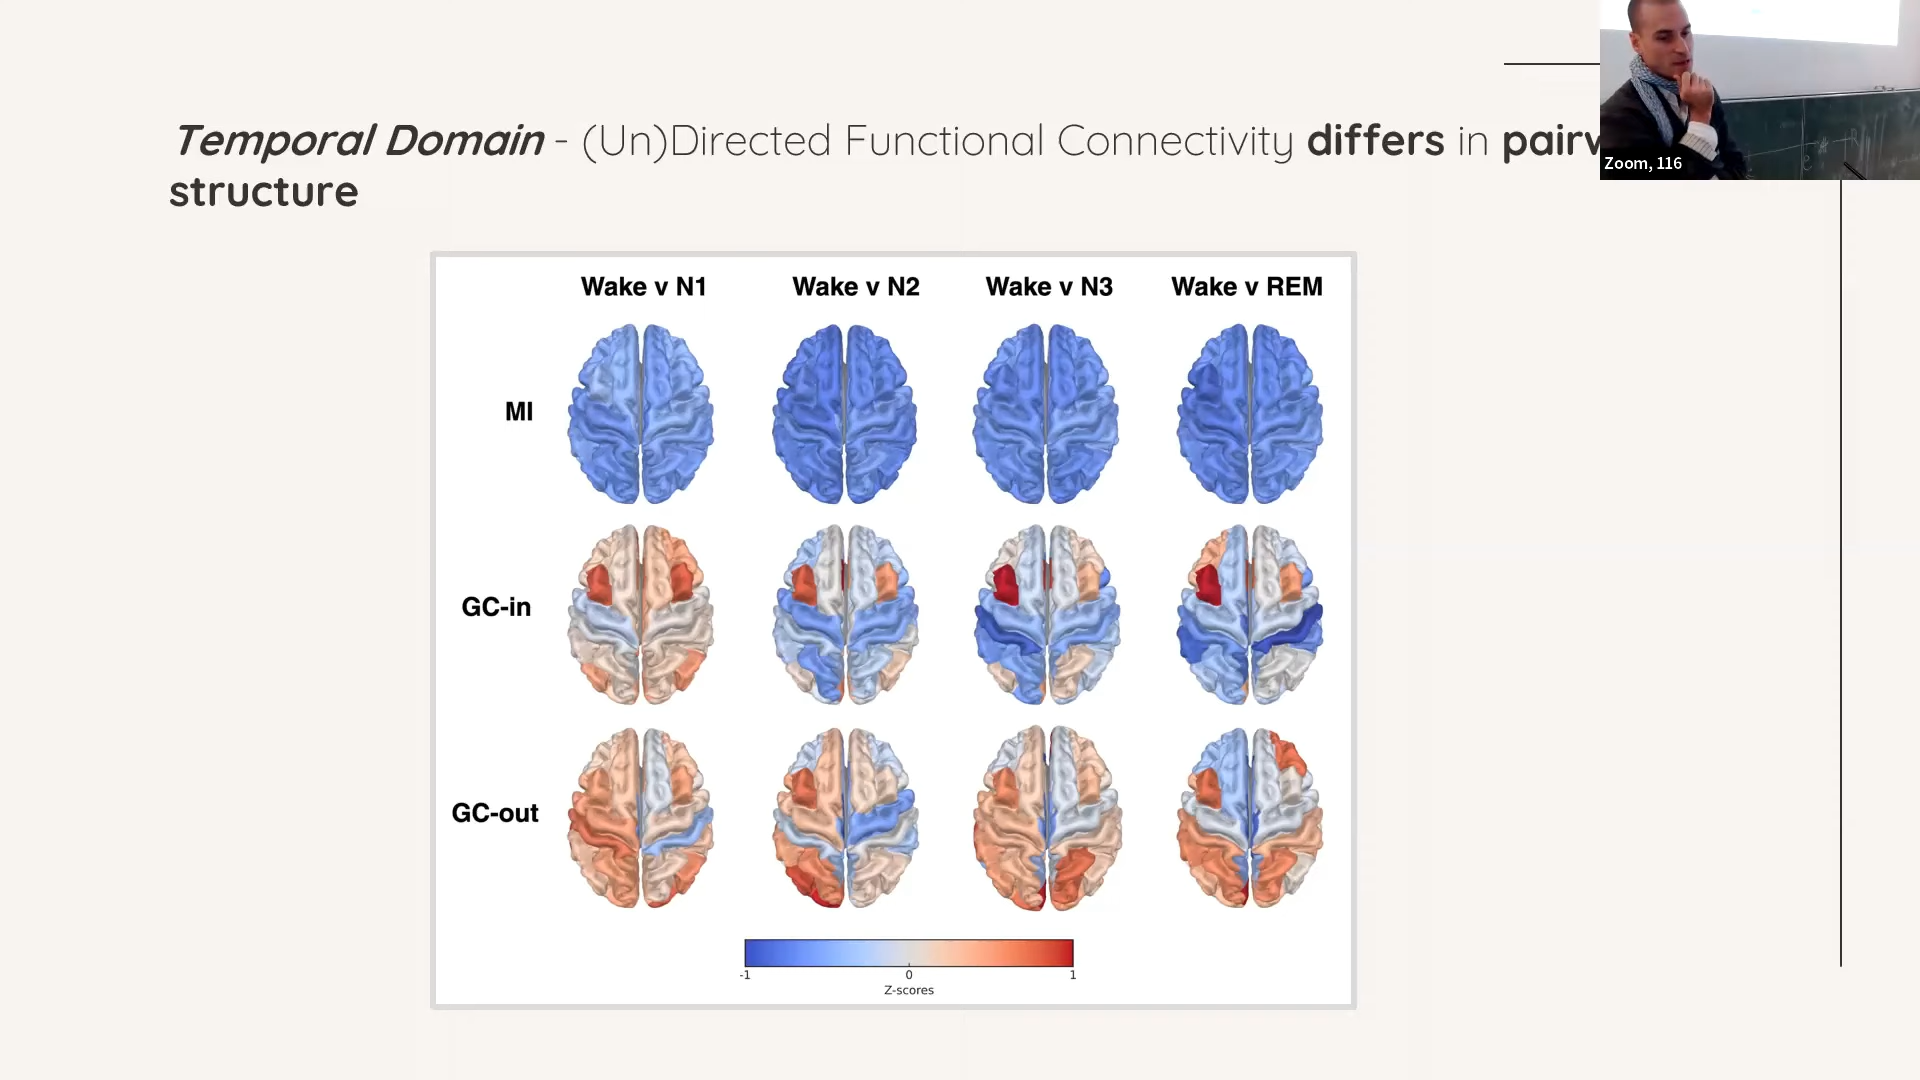 Temporal Domain - (Un)Directed Functional Connectivity differs in
structure
Wake v N1 Wake v N2 Wake v N3 Wake v REM
MI
GC-in
GC-out
-1 0 1
Z-scores
Zoom, 116